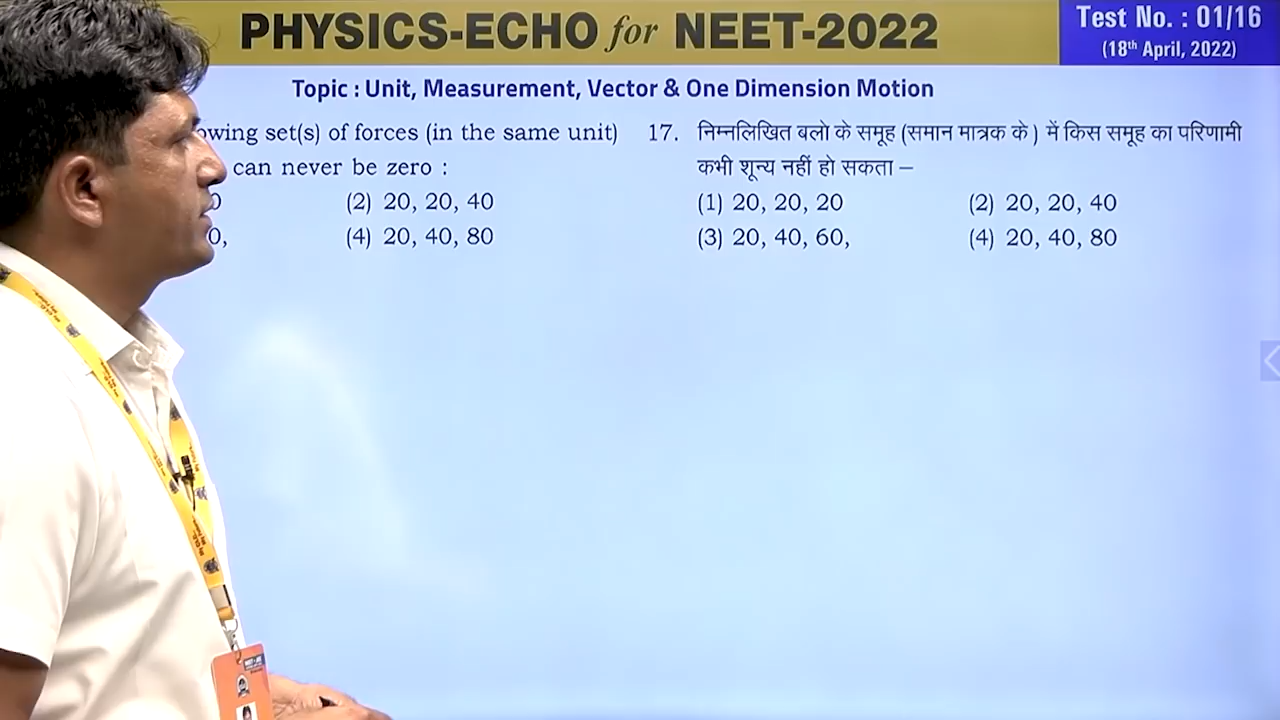 PHYSICS-ECHO for NEET-2022
Test No. : 01/16
(18th April, 2022)
Topic : Unit, Measurement, Vector & One Dimension Motion
set(s) of forces (in the same unit)
can never be zero :
(2) 20, 20, 40
(4) 20, 40, 80
17. निम्नलिखित बलो के समूह (समान मात्रक के ) में किस समूह का परिणामी
कभी शून्य नहीं हो सकता –
(1) 20, 20, 20 (2) 20, 20, 40
(3) 20, 40, 60, (4) 20, 40, 80